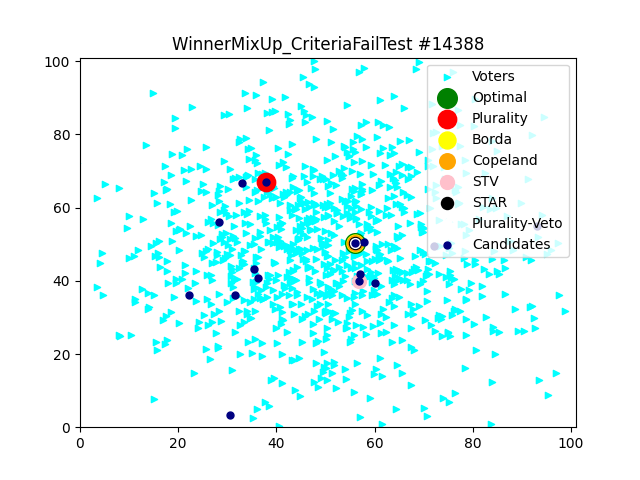 WinnerMixUp_CriteriaFailTest #14388
100
80
60
40
20
0
0
20
40
60
80
100
Voters
Optimal
Plurality
Borda
Copeland
STV
STAR
Plurality-Veto
Candidates